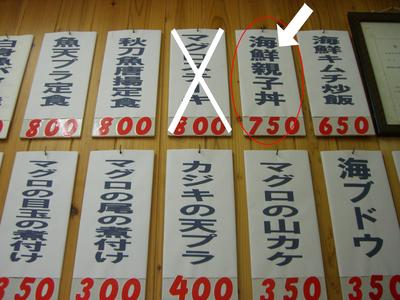 魚天プラ定食
800
秋刀魚唐揚定食
800
800
海鮮親子丼
750
海鮮キムチ炒飯
650
マグロの目玉の煮付け
350
マグロの尾の煮付け
300
カジキの天プラ
400
マグロの山カケ
350
海ブドウ
350